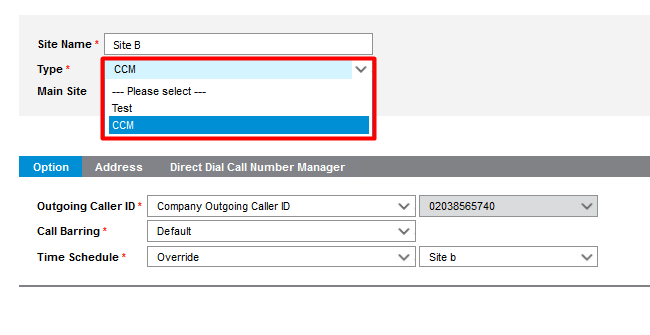 Site Name * Site B
Type * CCM
Main Site --- Please select ---
Test
CCM
Option Address Direct Dial Call Number Manager
Outgoing Caller ID * Company Outgoing Caller ID 02038565740
Call Barring * Default
Time Schedule * Override Site b